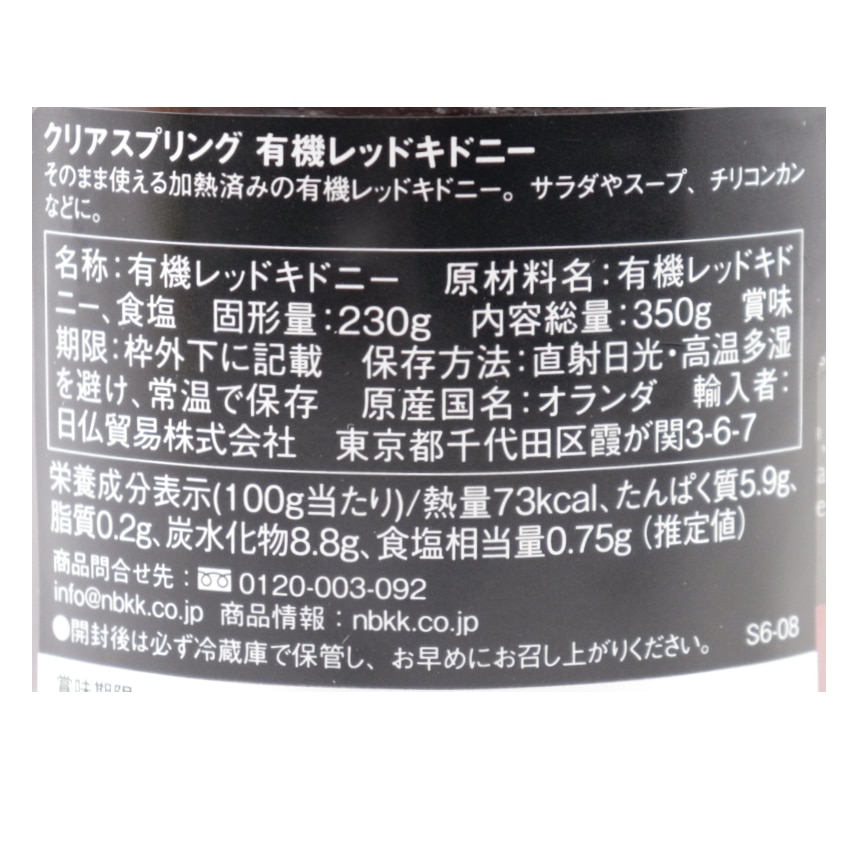 クリアスプリング 有機レッドキドニー
そのまま使える加熱済みの有機レッドキドニー。サラダやスープ、チリコンカン
などに。
名称:有機レッドキドニー 原材料名:有機レッドキド
ニー、食塩 固形量:230g 内容総量:350g 賞味
期限:枠外下に記載 保存方法:直射日光・高温多湿
を避け、常温で保存 原産国名:オランダ 輸入者:
日仏貿易株式会社 東京都千代田区霞が関3-6-7
栄養成分表示(100g当たり)/熱量73kcal、たんぱく質5.9g、
脂質0.2g、炭水化物8.8g、食塩相当量0.75g(推定値)
商品問合せ先:0120-003-092
info@nbkk.co.jp 商品情報:nbkk.co.jp
●開封後は必ず冷蔵庫で保管し、お早めにお召し上がりください。 S6-08
賞味期限